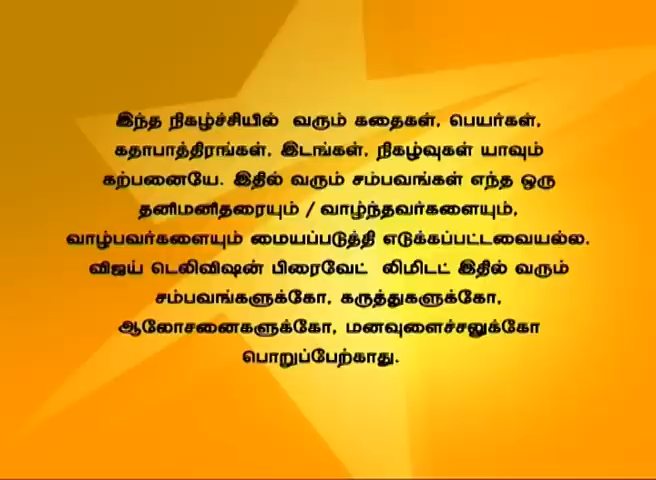 இந்த நிகழ்ச்சியில் வரும் கதைகள், பெயர்கள்,
கதாபாத்திரங்கள், இடங்கள், நிகழ்வுகள் யாவும்
கற்பனையே. இதில் வரும் சம்பவங்கள் எந்த ஒரு
தனிமனிதரையும் / வாழ்ந்தவர்களையும்,
வாழ்பவர்களையும் மையப்படுத்தி எடுக்கப்பட்டவையல்ல.
விஜய் டெலிவிஷன் பிரைவேட் லிமிடட் இதில் வரும்
சம்பவங்களுக்கோ, கருத்துகளுக்கோ,
ஆலோசனைகளுக்கோ, மனவுளைச்சலுக்கோ
பொறுப்பேற்காது.